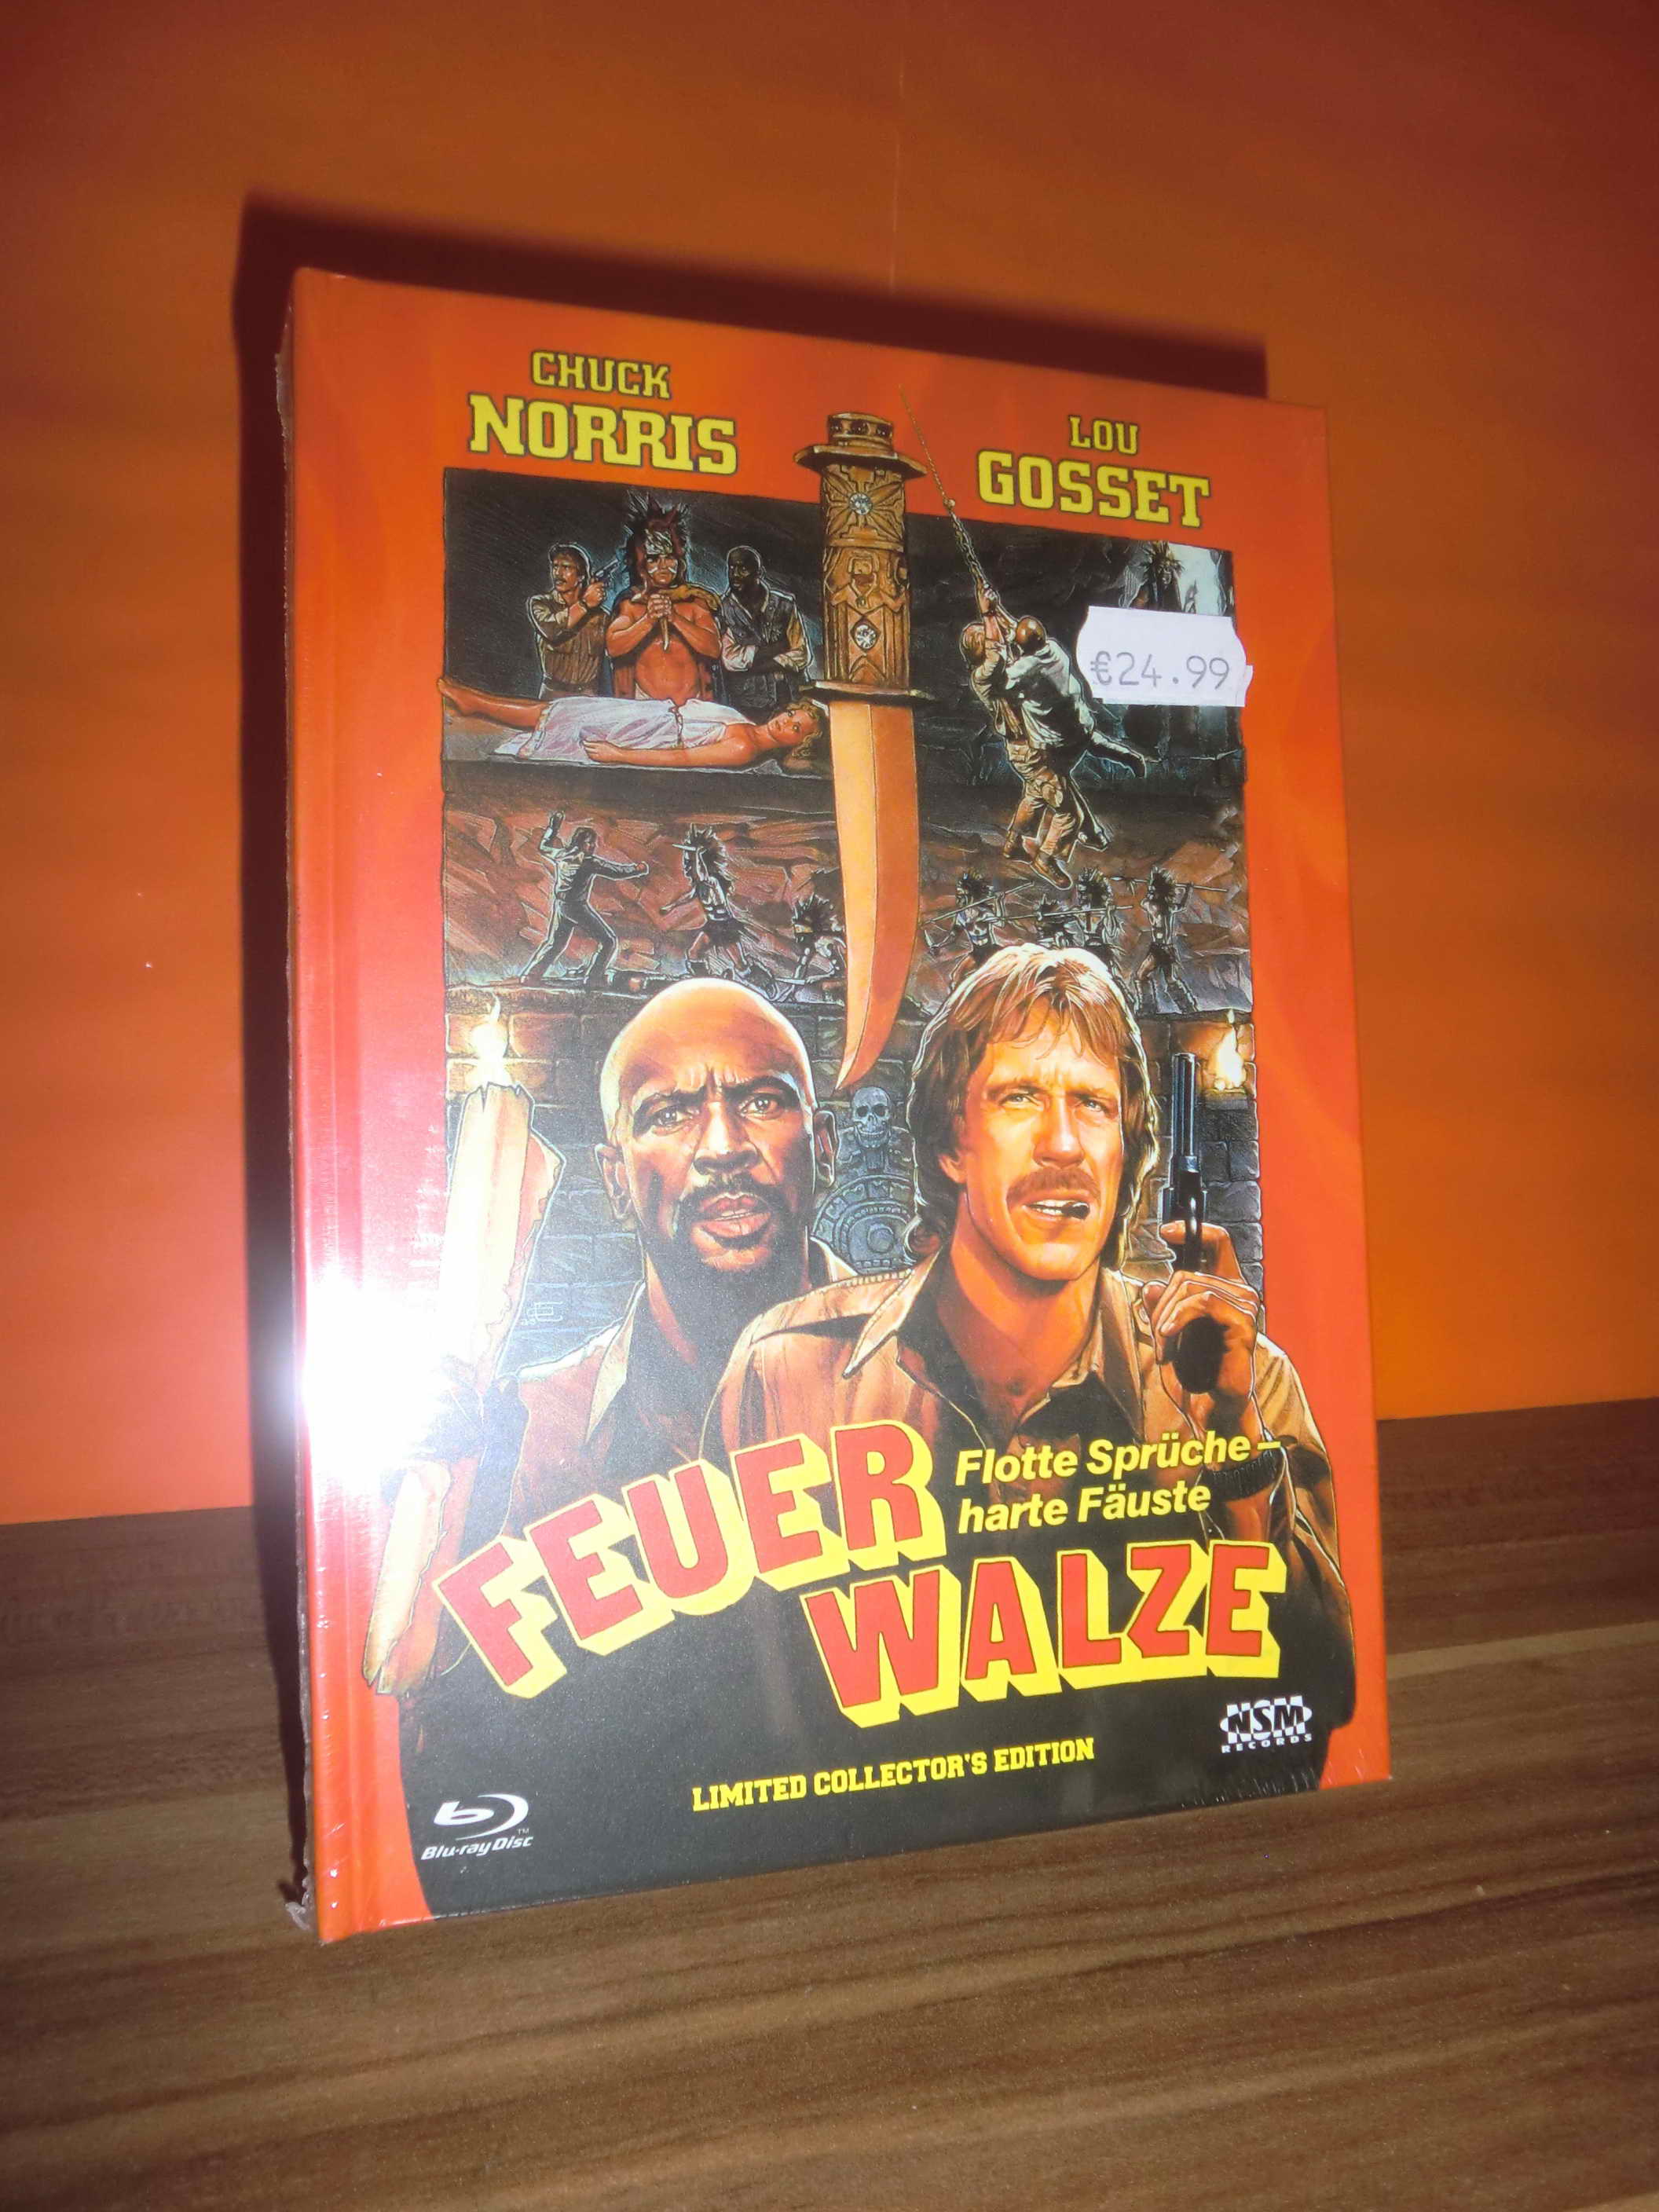 CHUCK
NORRIS
LOU
GOSSET
€24.99
FEUER
Flotte Sprüche –
harte Fäuste
WALZE
NSM
RECORDS
LIMITED COLLECTOR'S EDITION
Blu-ray Disc™